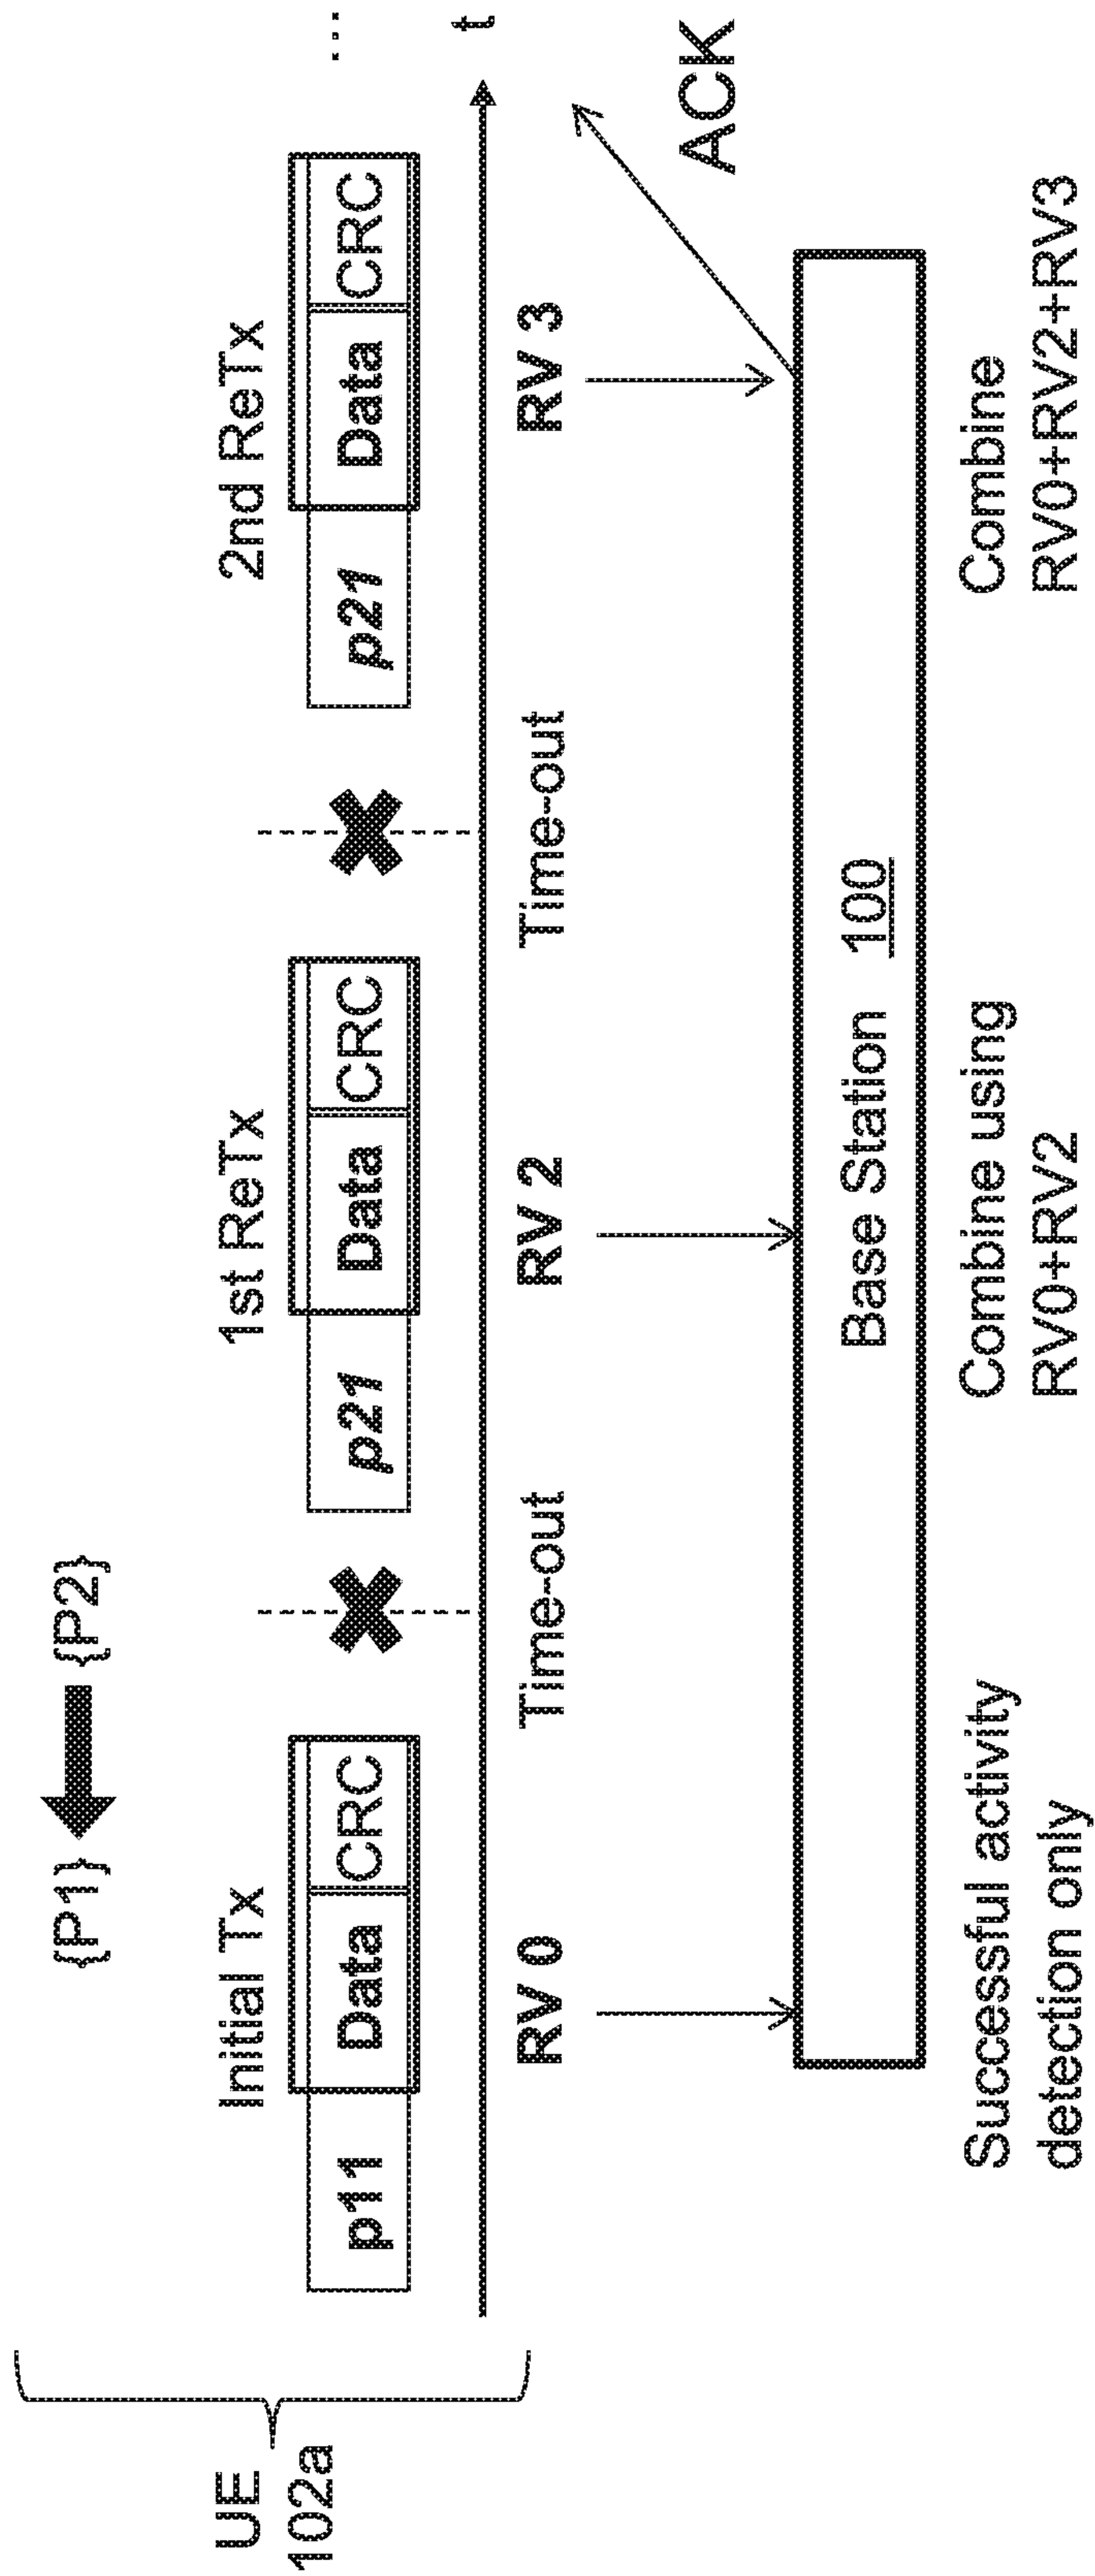 {P1} {P2}
Initial Tx 1st ReTx 2nd ReTx
UE
102a
p11 Data CRC p21 Data CRC p21 Data CRC ...
t
RV 0 Time-out RV 2 Time-out RV 3
ACK
Base Station 100
Successful activity
detection only
Combine using
RV0+RV2
Combine
RV0+RV2+RV3